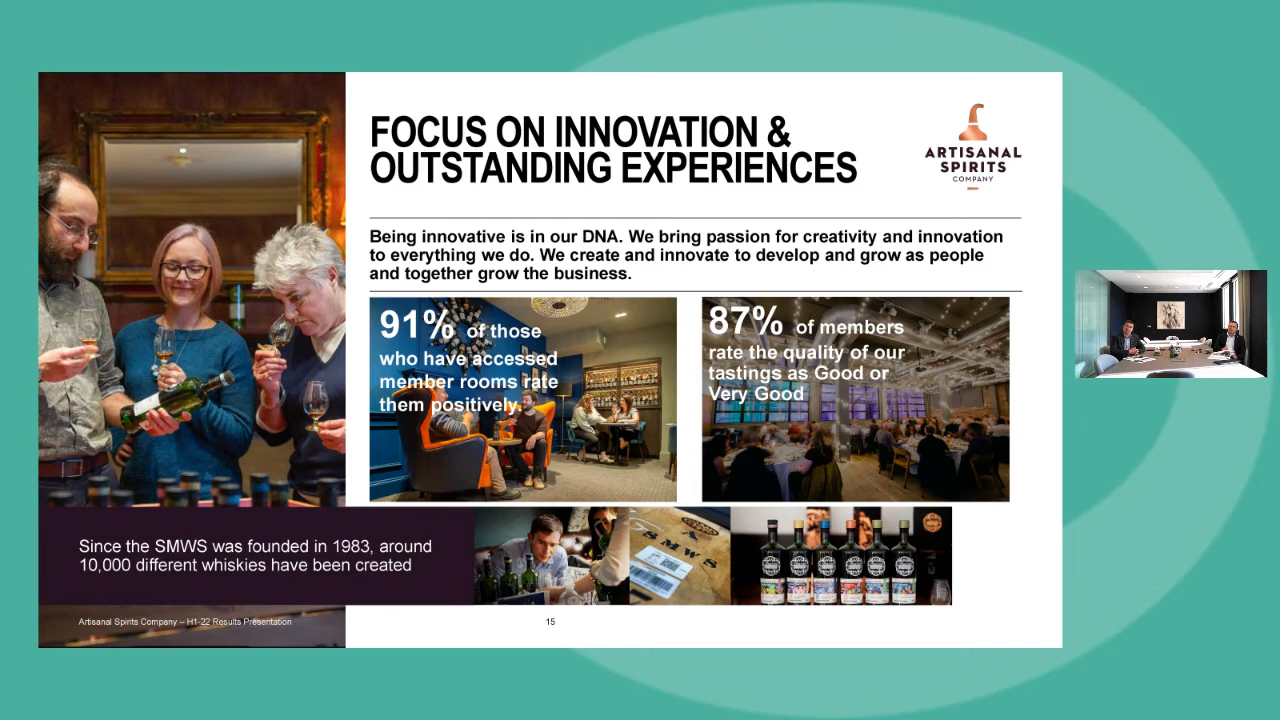 FOCUS ON INNOVATION &
OUTSTANDING EXPERIENCES
ARTISANAL
SPIRITS
COMPANY
Being innovative is in our DNA. We bring passion for creativity and innovation
to everything we do. We create and innovate to develop and grow as people
and together grow the business.
91% of those
who have accessed
member rooms rate
them positively.
87% of members
rate the quality of our
tastings as Good or
Very Good
Since the SMWS was founded in 1983, around
10,000 different whiskies have been created
SMWS
Artisanal Spirits Company – H1-22 Results Presentation
15